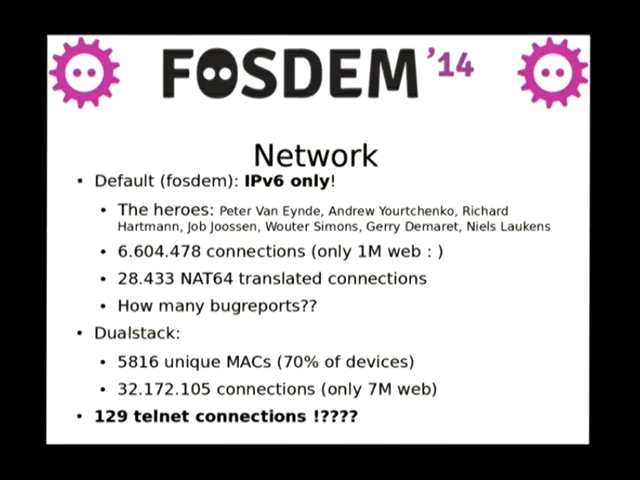 FOSDEM '14
Network
• Default (fosdem): IPv6 only!
• The heroes: Peter Van Eynde, Andrew Yourtchenko, Richard
Hartmann, Job Joossen, Wouter Simons, Gerry Demaret, Niels Laukens
• 6.604.478 connections (only 1M web : )
• 28.433 NAT64 translated connections
• How many bugreports??
• Dualstack:
• 5816 unique MACs (70% of devices)
• 32.172.105 connections (only 7M web)
• 129 telnet connections !????